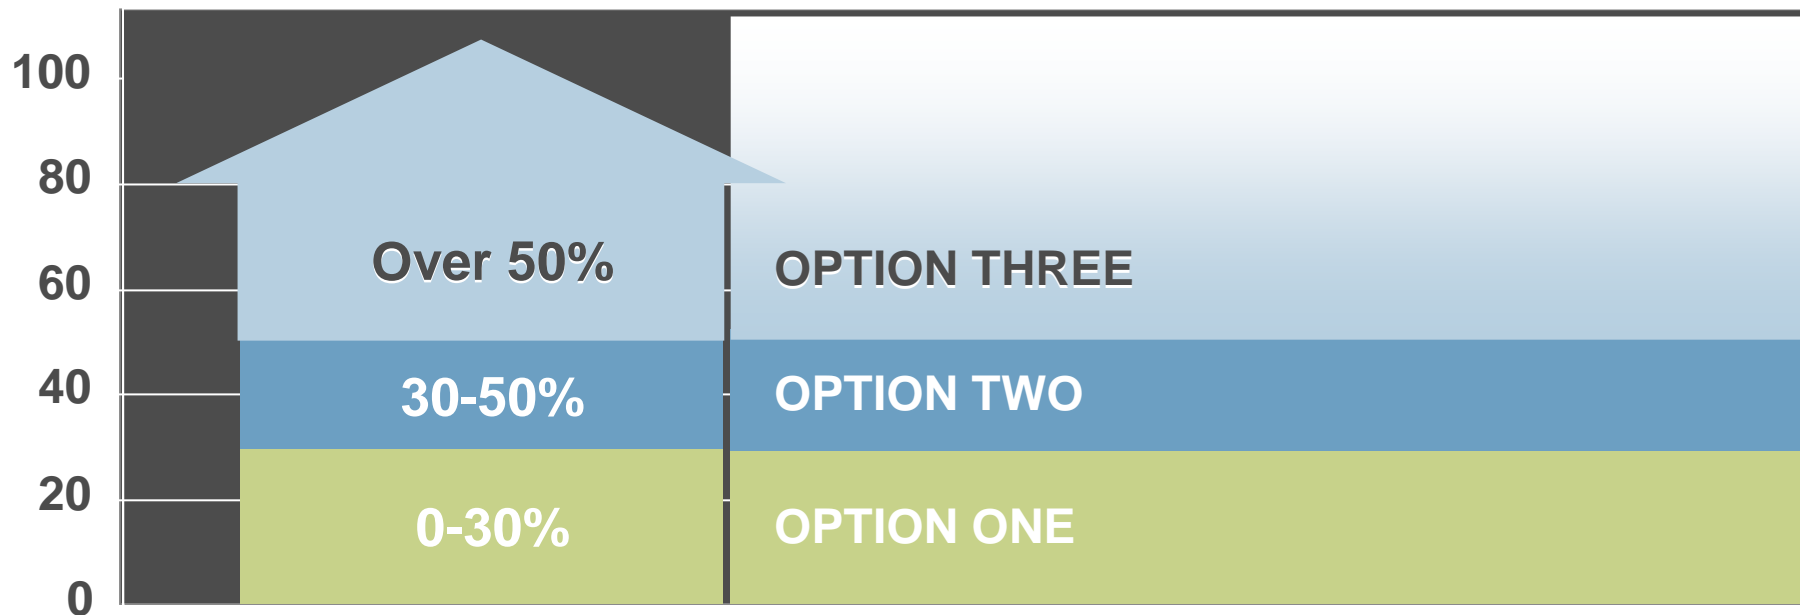 100
80
60
40
20
0
Over 50%
OPTION THREE
30-50%
OPTION TWO
0-30%
OPTION ONE